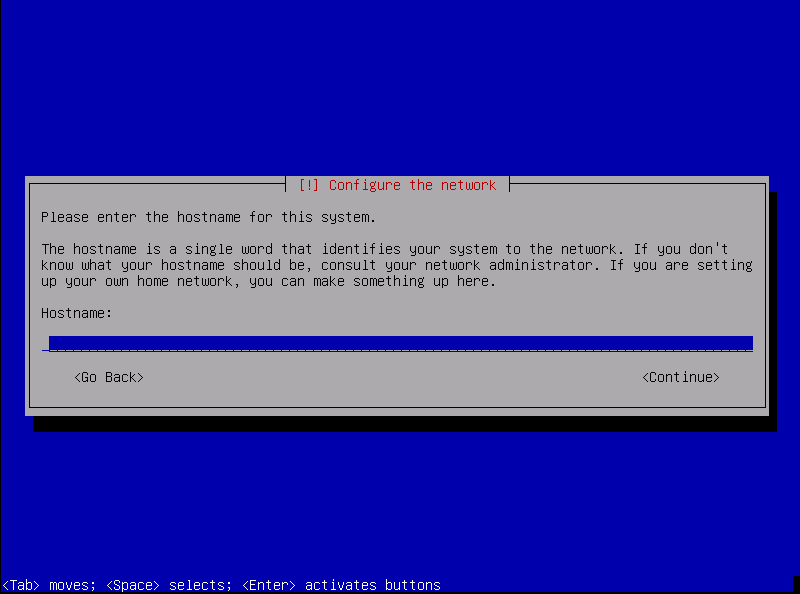 [!] Configure the network
Please enter the hostname for this system.
The hostname is a single word that identifies your system to the network. If you don't
know what your hostname should be, consult your network administrator. If you are setting
up your own home network, you can make something up here.
Hostname:
<Go Back> <Continue>
<Tab> moves; <Space> selects; <Enter> activates buttons